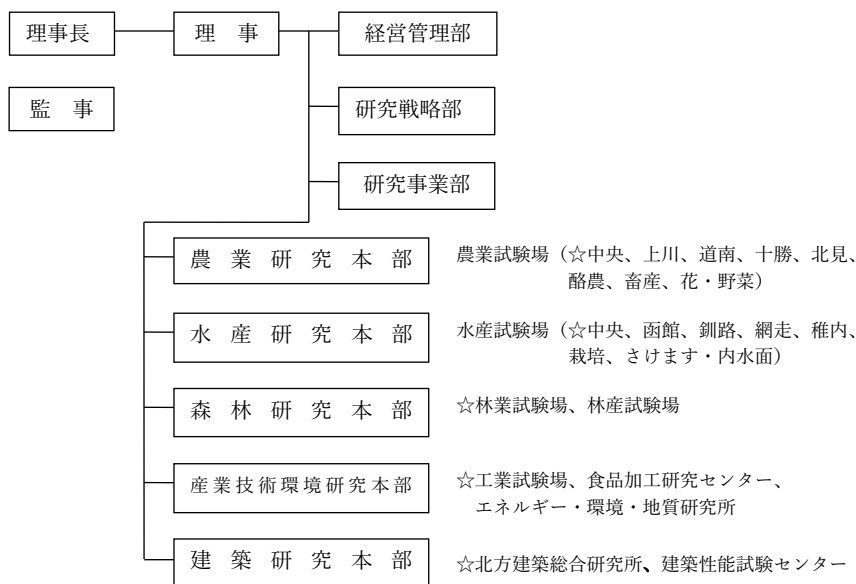 理事長 理　事 経営管理部
監　事 研究戦略部
研究事業部
農業研究本部 農業試験場（☆中央、上川、道南、十勝、北見、
酪農、畜産、花・野菜）
水産研究本部 水産試験場（☆中央、函館、釧路、網走、稚内、
栽培、さけます・内水面）
森林研究本部 ☆林業試験場、林産試験場
産業技術環境研究本部 ☆工業試験場、食品加工研究センター、
エネルギー・環境・地質研究所
建築研究本部 ☆北方建築総合研究所、建築性能試験センター